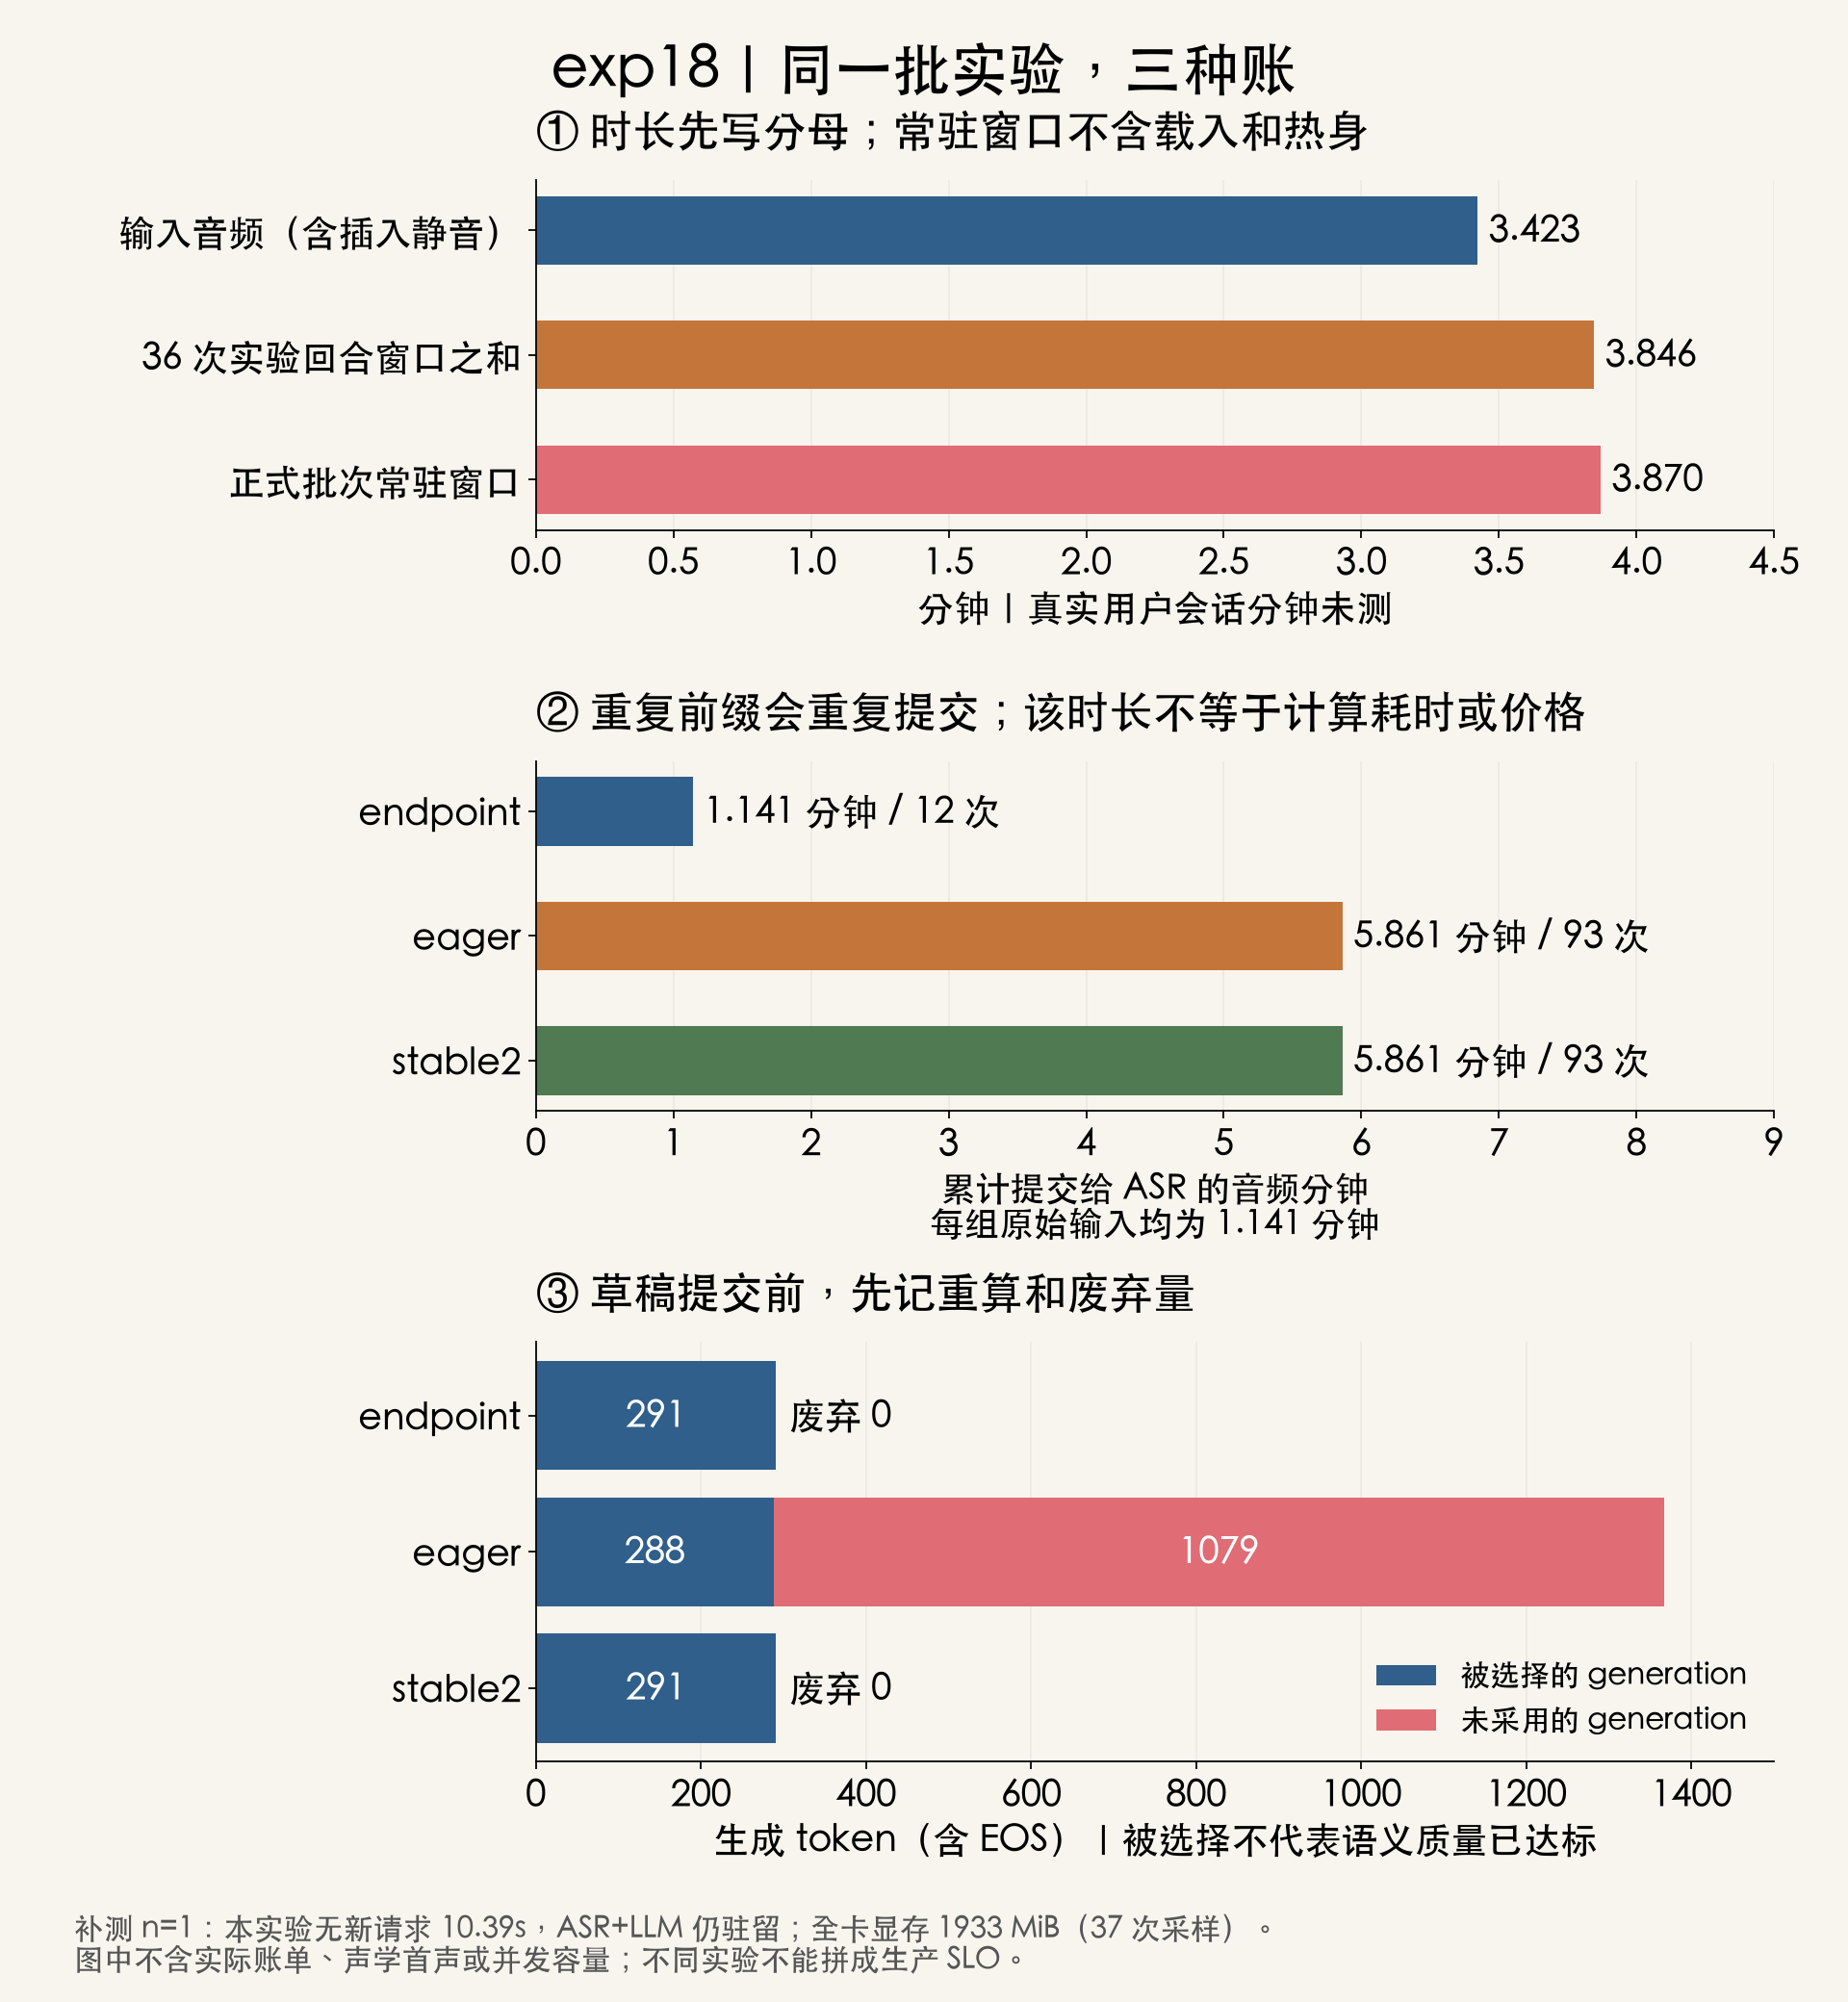 exp18 | 同一批实验，三种账
① 时长先写分母；常驻窗口不含载入和热身
输入音频（含插入静音）
3.423
36 次实验回合窗口之和
3.846
正式批次常驻窗口
3.870
0.0 0.5 1.0 1.5 2.0 2.5 3.0 3.5 4.0 4.5
分钟 | 真实用户会话分钟未测
② 重复前缀会重复提交；该时长不等于计算耗时或价格
endpoint
1.141 分钟 / 12 次
eager
5.861 分钟 / 93 次
stable2
5.861 分钟 / 93 次
0 1 2 3 4 5 6 7 8 9
累计提交给 ASR 的音频分钟
每组原始输入均为 1.141 分钟
③ 草稿提交前，先记重算和废弃量
endpoint
291
废弃 0
eager
288
1079
stable2
291
废弃 0
被选择的 generation
未采用的 generation
0 200 400 600 800 1000 1200 1400
生成 token（含 EOS） | 被选择不代表语义质量已达标
补测 n=1：本实验无新请求 10.39s，ASR+LLM 仍驻留；全卡显存 1933 MiB（37 次采样）。
图中不含实际账单、声学首声或并发容量；不同实验不能拼成生产 SLO。